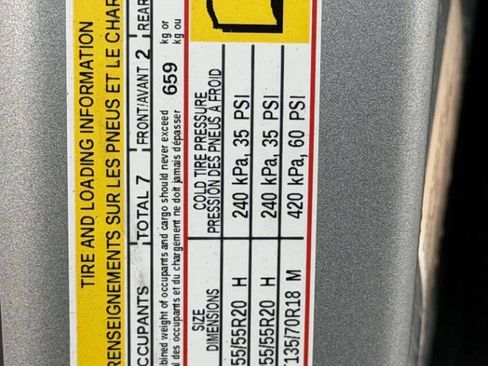 TIRE AND LOADING INFORMATION
RENSEIGNEMENTS SUR LES PNEUS ET LE CHAR
CCUPANTS TOTAL 7 FRONT/AVANT 2 REAR
bined weight of occupants and cargo should never exceed 659 kg or
al des occupants et du chargement ne doit jamais dépasser kg ou
SIZE COLD TIRE PRESSURE
DIMENSIONS PRESSION DES PNEUS À FROID
55/55R20 H 240 kPa, 35 PSI
55/55R20 H 240 kPa, 35 PSI
T135/70R18 M 420 kPa, 60 PSI